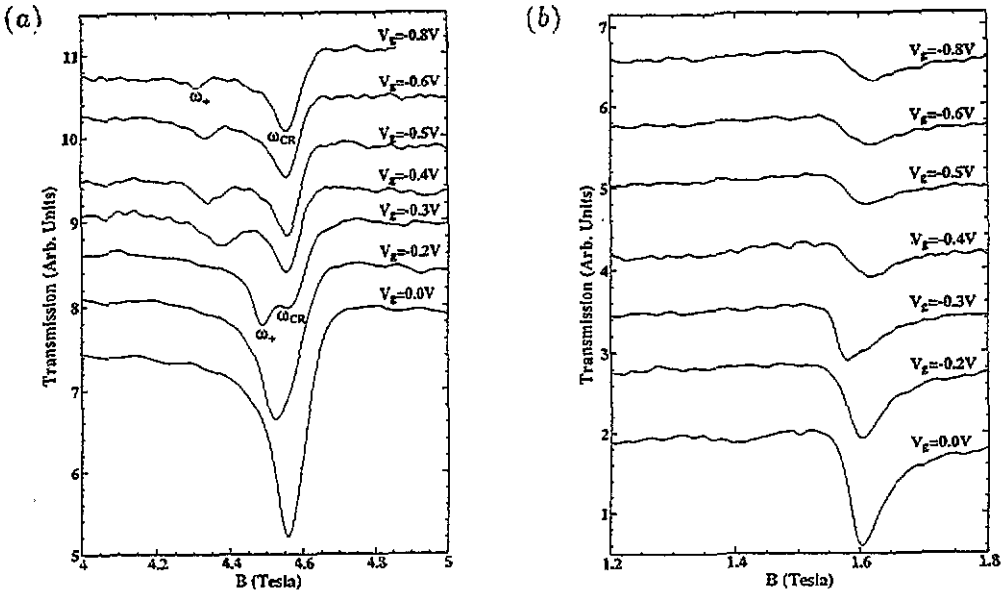 (a)
Transmission (Arb. Units)
11
10
9
8
7
6
5
V_g=-0.8V
V_g=-0.6V
V_g=-0.5V
V_g=-0.4V
V_g=-0.3V
V_g=-0.2V
V_g=0.0V
ω_+
ω_CR
ω_+
ω_CR
4
4.2
4.4
4.6
4.8
5
B (Tesla)
(b)
Transmission (Arb. Units)
7
6
5
4
3
2
1
V_g=-0.8V
V_g=-0.6V
V_g=-0.5V
V_g=-0.4V
V_g=-0.3V
V_g=-0.2V
V_g=0.0V
1.2
1.4
1.6
1.8
B (Tesla)